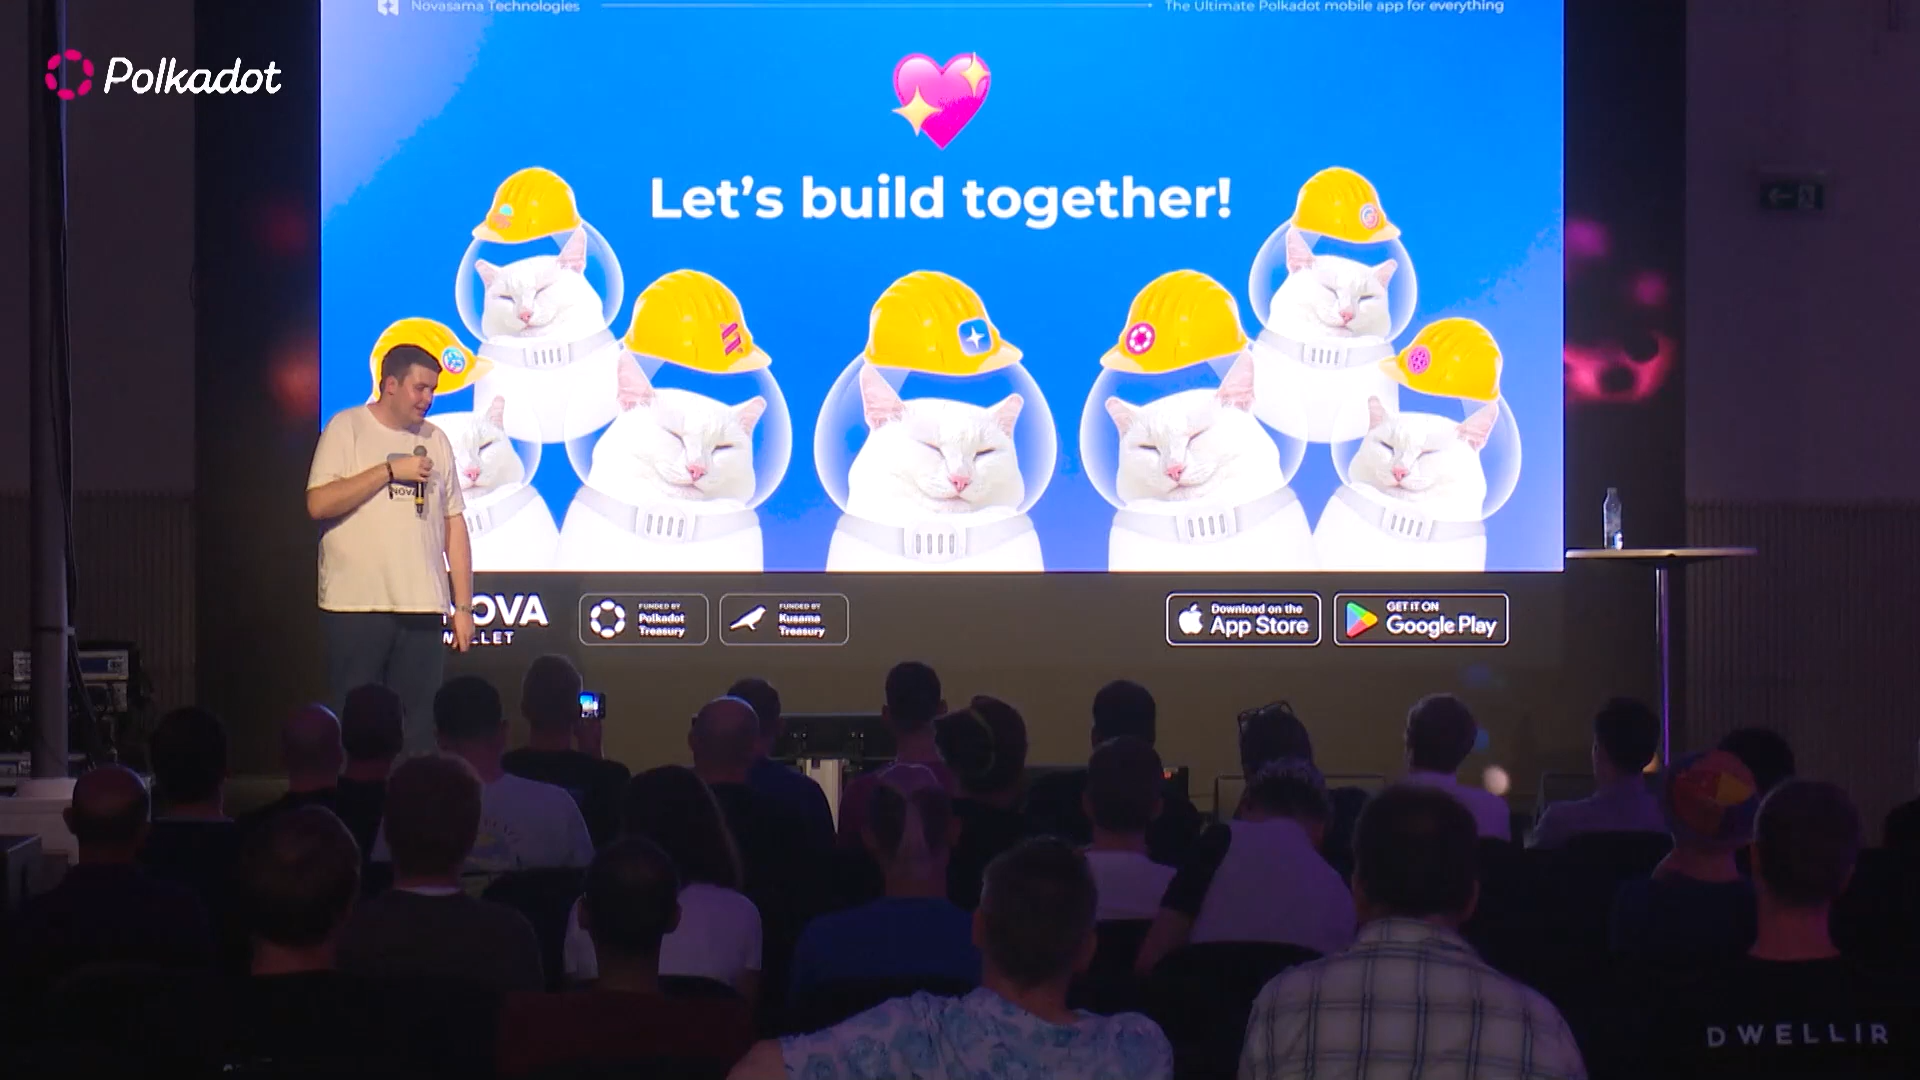 Novasama Technologies
The Ultimate Polkadot mobile app for everything
Polkadot
Let's build together!
NOVA
FUNDED BY
Polkadot
Treasury
FUNDED BY
Kusama
Treasury
Download on the
App Store
GET IT ON
Google Play
DWELLIR